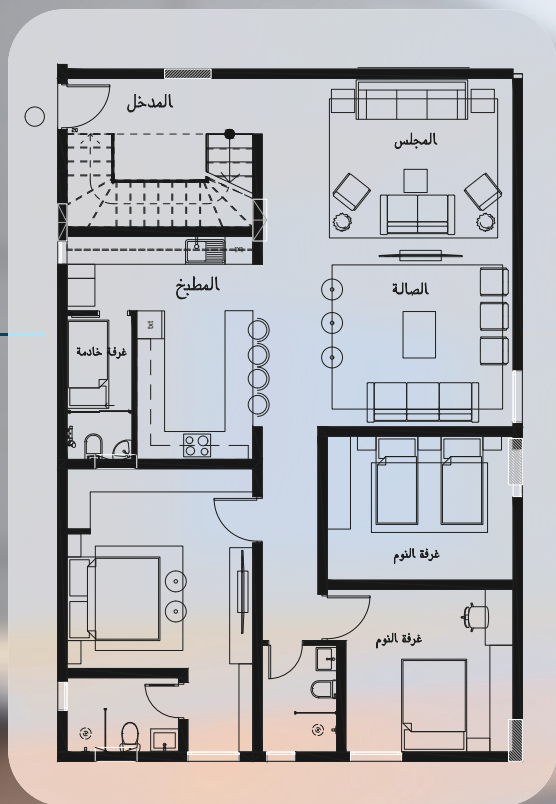 المدخل
المجلس
المطبخ
الصالة
غرفة خادمة
غرفة النوم
غرفة النوم